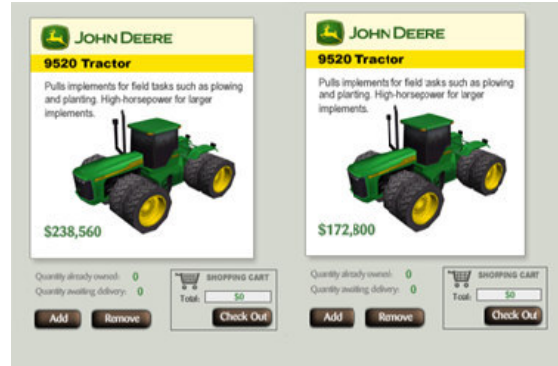 JOHN DEERE
9520 Tractor
Pulls implements for field tasks such as plowing
and planting. High-horsepower for larger
implements.
$238,560
Quantity already owned: 0
Quantity awaiting delivery: 0
Add
Remove
SHOPPING CART
Total: $0
Check Out
JOHN DEERE
9520 Tractor
Pulls implements for field tasks such as plowing
and planting. High-horsepower for larger
implements.
$172,800
Quantity already owned: 0
Quantity awaiting delivery: 0
Add
Remove
SHOPPING CART
Total: $0
Check Out